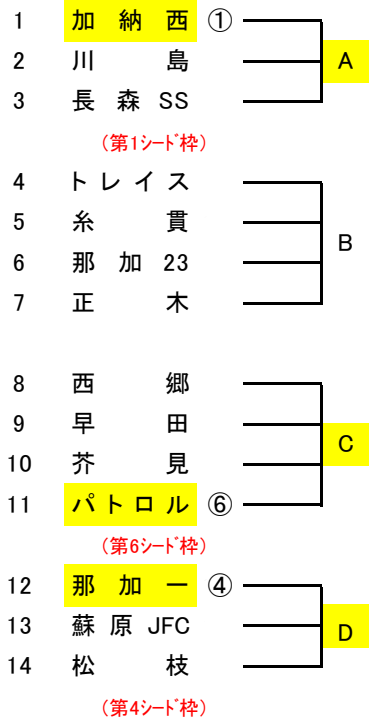 1 加納西 ① A
2 川島
3 長森SS
(第1シード枠)
4 トレイス
5 糸貫
B
6 那加23
7 正木
8 西郷
9 早田
C
10 芥見
11 パトロル ⑥
(第6シード枠)
12 那加一 ④
13 蘇原JFC D
14 松枝
(第4シード枠)